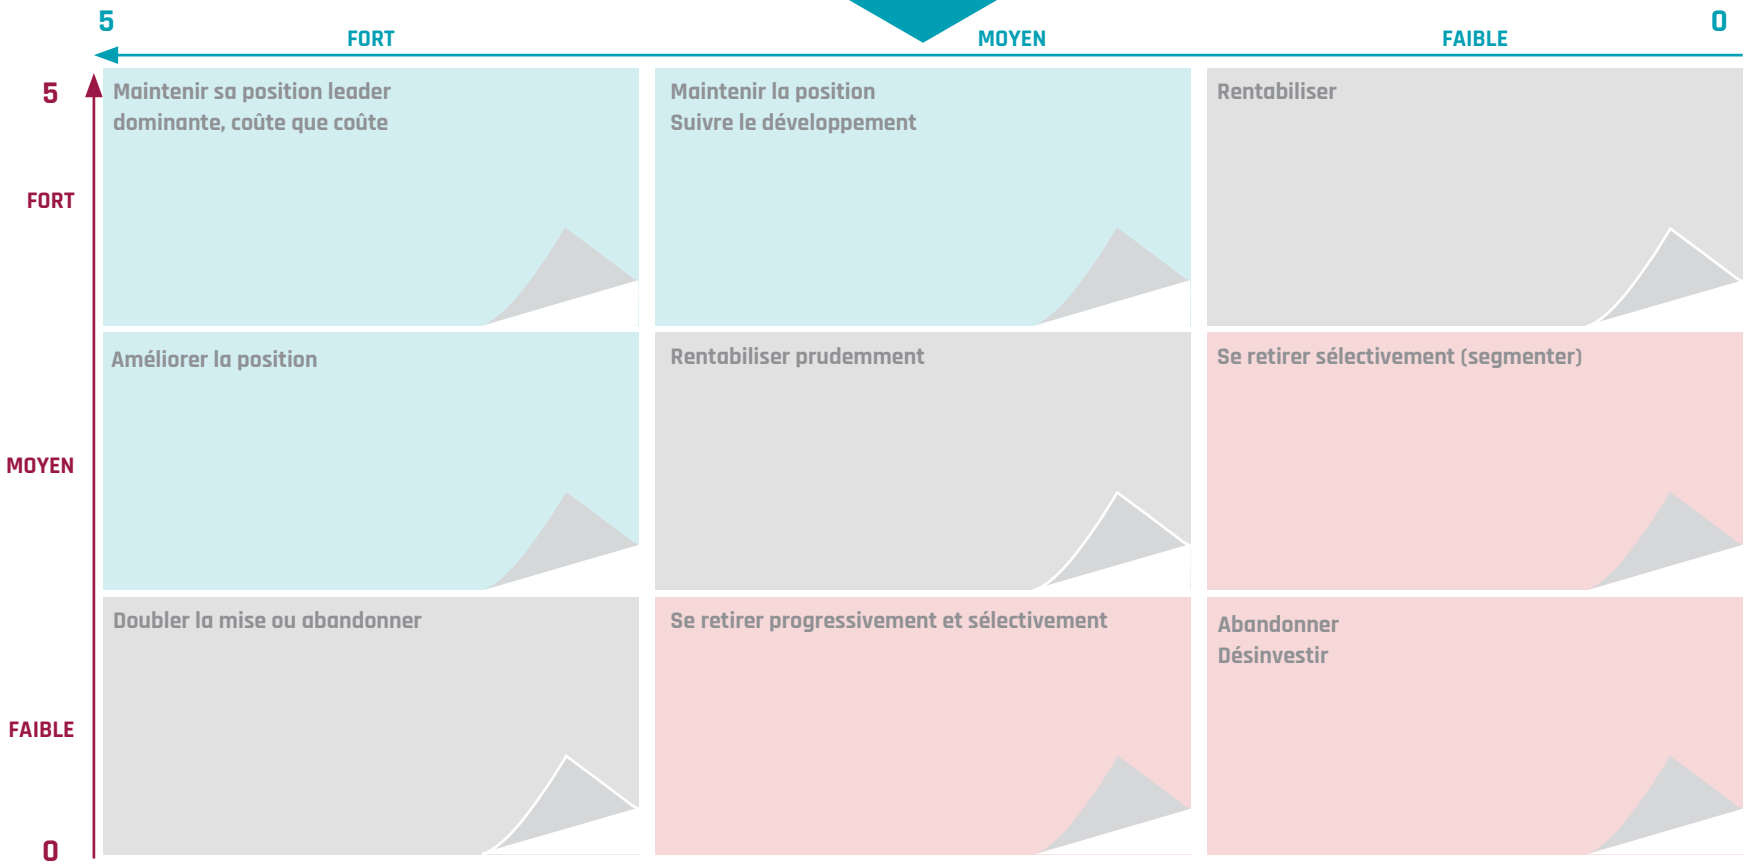 5
0
FORT
MOYEN
FAIBLE
5
Maintenir sa position leader
dominante, coûte que coûte
Maintenir la position
Suivre le développement
Rentabiliser
FORT
Améliorer la position
Rentabiliser prudemment
Se retirer sélectivement (segmenter)
MOYEN
Doubler la mise ou abandonner
Se retirer progressivement et sélectivement
Abandonner
Désinvestir
FAIBLE
0